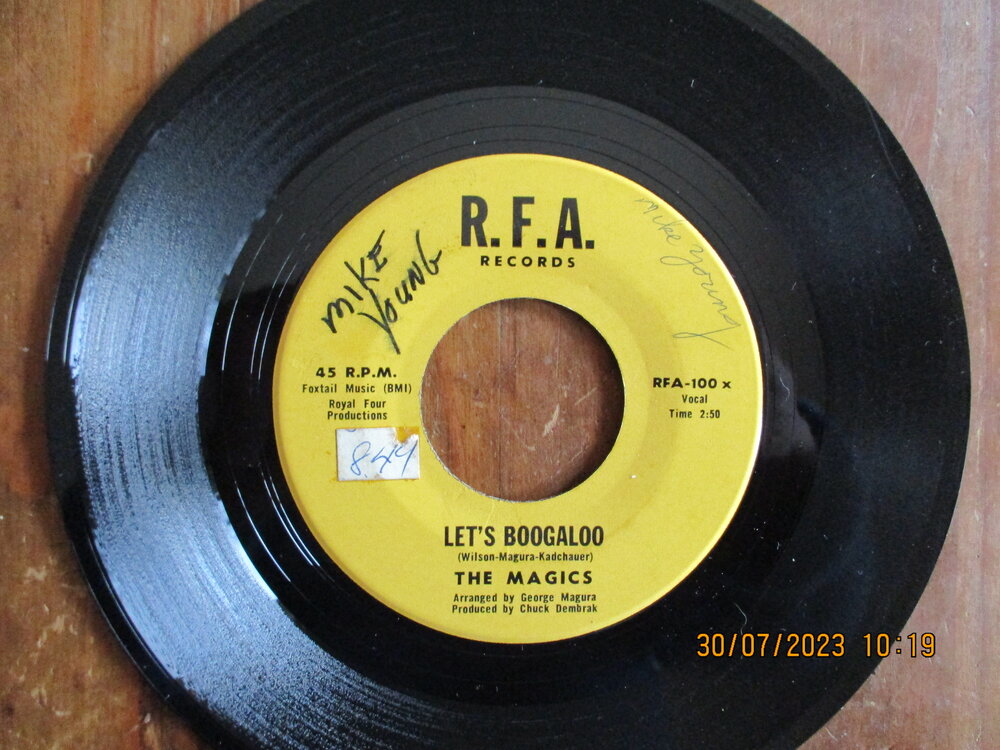 R.F.A.
RECORDS
MIKE
YOUNG
mike young
45 R.P.M.
Foxtail Music (BMI)
Royal Four
Productions
8.49
RFA-100 x
Vocal
Time 2:50
LET'S BOOGALOO
(Wilson-Magura-Kadchauer)
THE MAGICS
Arranged by George Magura
Produced by Chuck Dembrak
30/07/2023 10:19